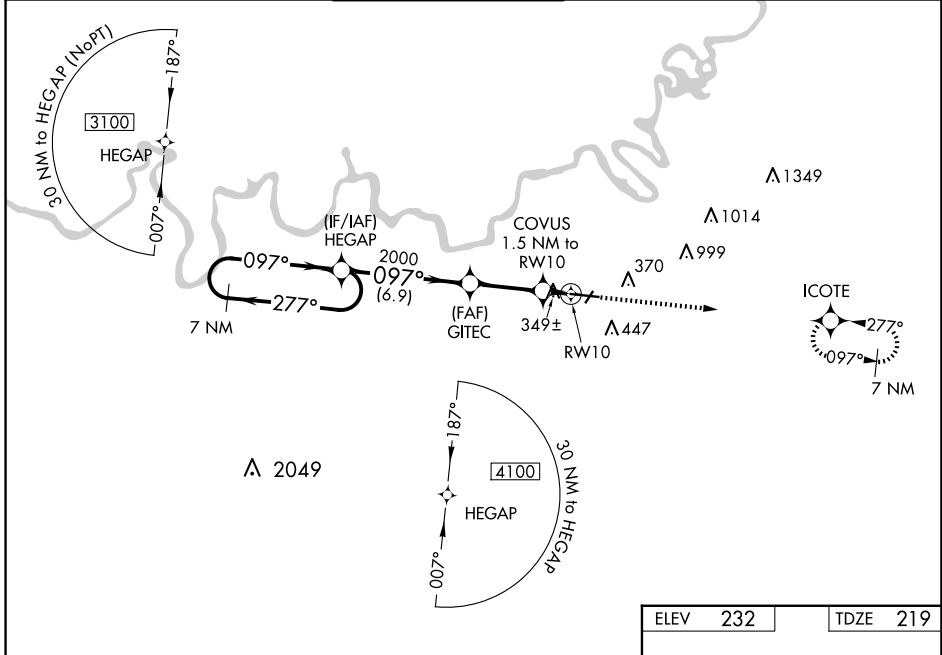 30 NM to HEGAP (NoPT)
187°
3100
HEGAP
007°
1349
1014
999
370
(IF/IAF)
HEGAP
COVUS
1.5 NM to
RW10
2000
097°
097°
(6.9)
277°
7 NM
(FAF)
GITEC
349±
447
RW10
ICOTE
277°
097°
7 NM
187°
30 NM to HEGAP
4100
HEGAP
007°
2049
ELEV 232
TDZE 219